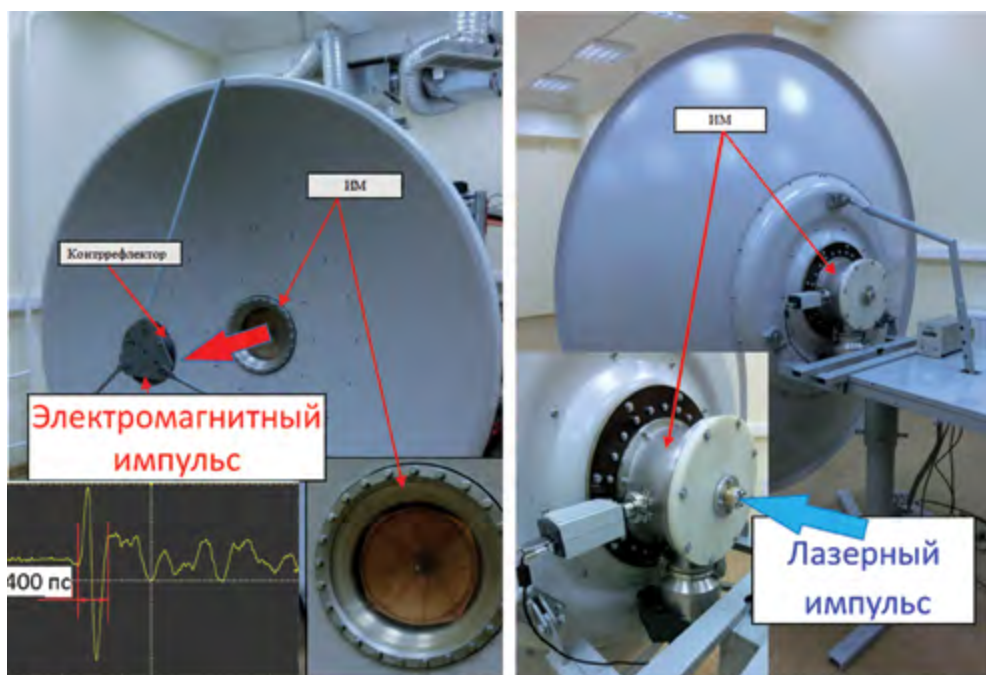 ИМ
Контррефлектор
Электромагнитный
импульс
400 пс
ИМ
Лазерный
импульс